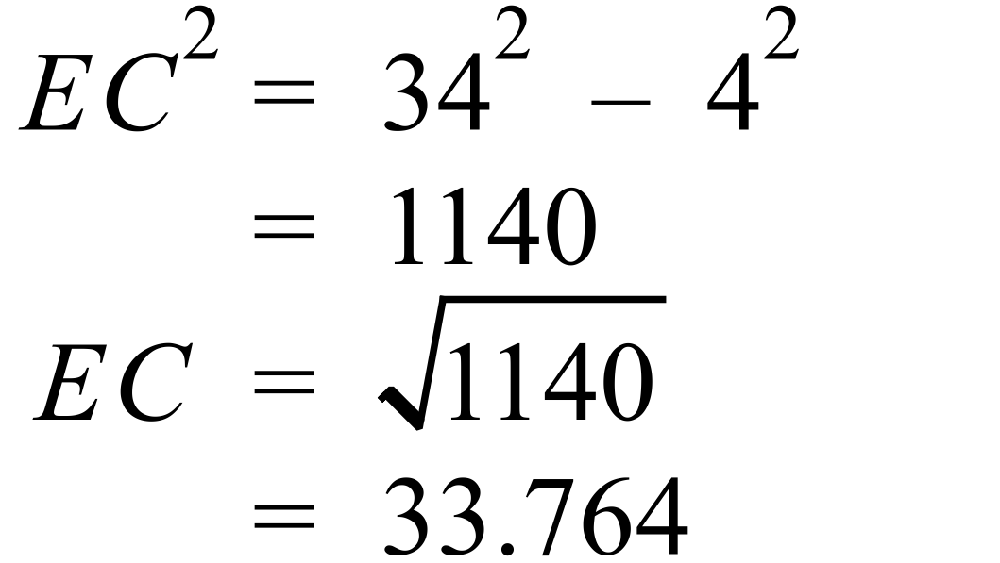 EC² = 34² – 4²
= 1140
EC = √1140
= 33.764